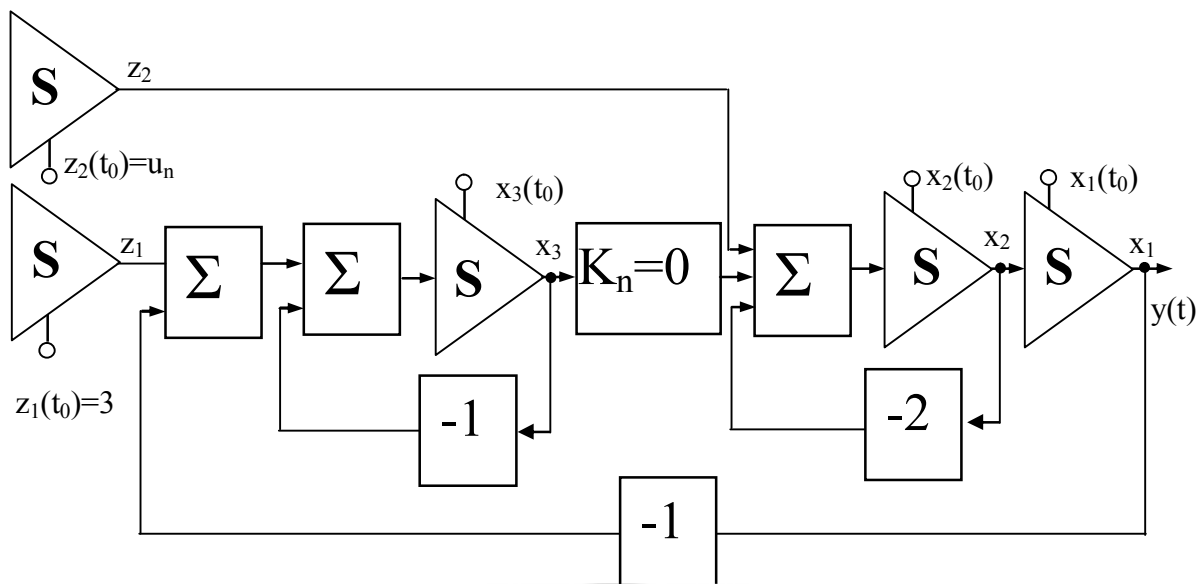 S
z₂
z₂(t₀)=uₙ
S
z₁
z₁(t₀)=3
Σ
Σ
x₃(t₀)
S
x₃
Kₙ=0
Σ
x₂(t₀)
S
x₂
x₁(t₀)
S
x₁
y(t)
-1
-2
-1